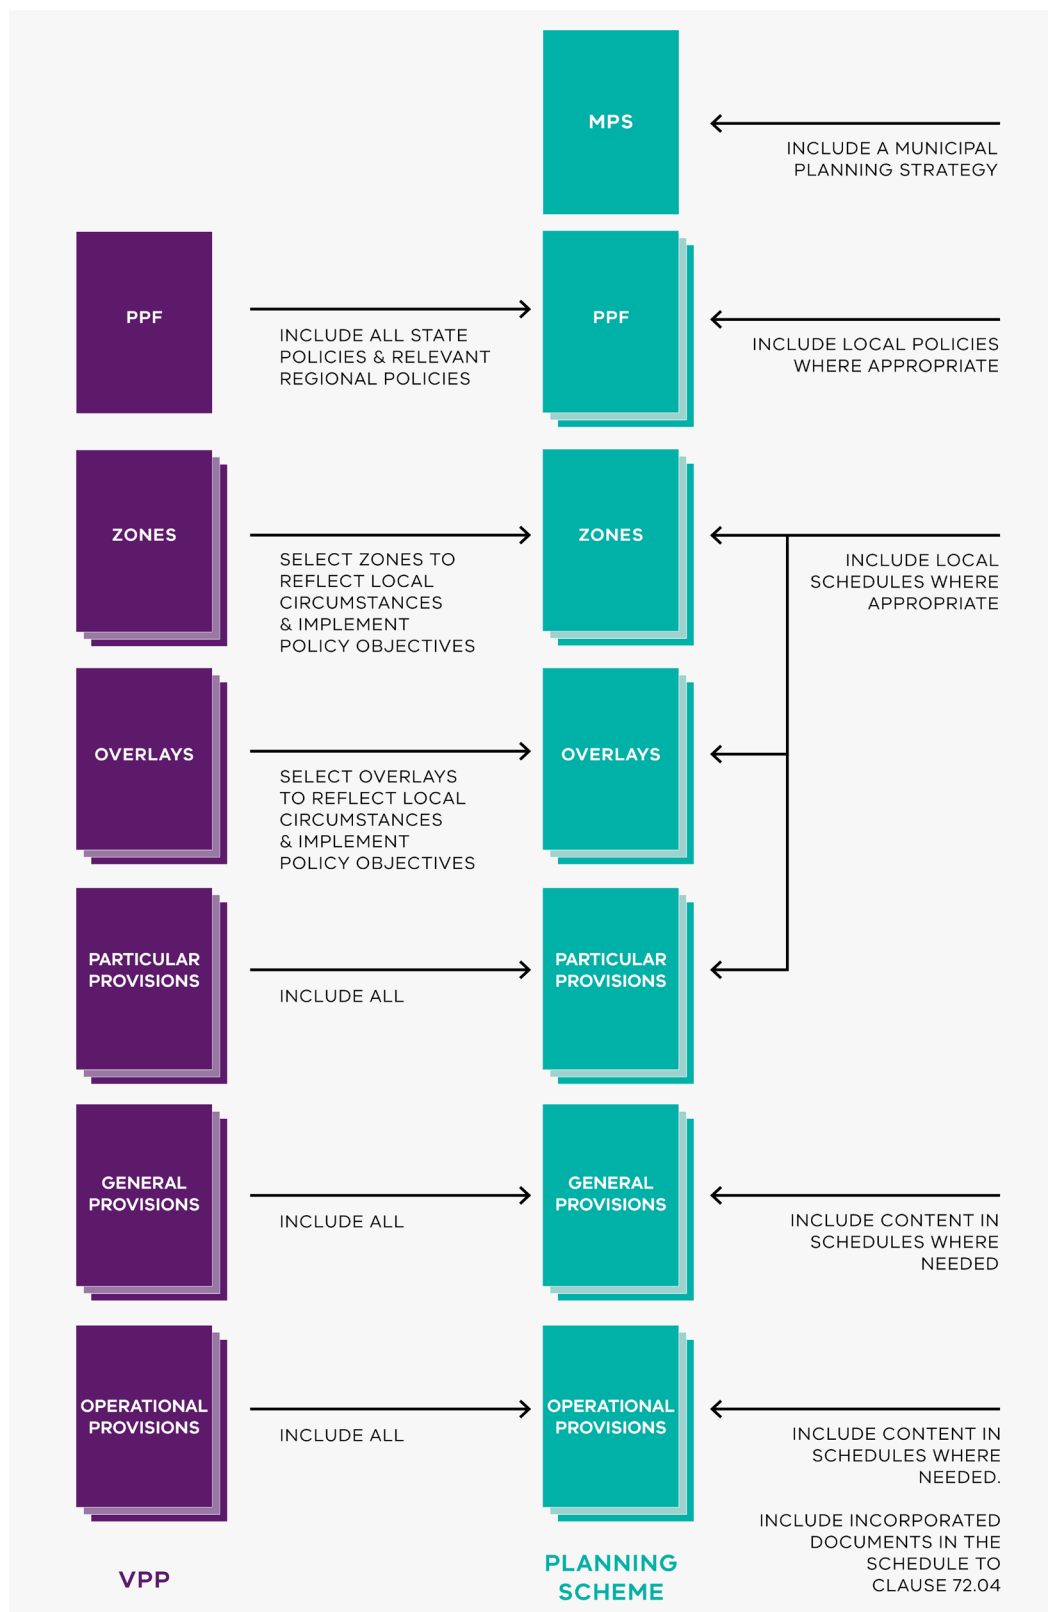 MPS
INCLUDE A MUNICIPAL
PLANNING STRATEGY
PPF
INCLUDE ALL STATE
POLICIES & RELEVANT
REGIONAL POLICIES
PPF
INCLUDE LOCAL POLICIES
WHERE APPROPRIATE
ZONES
SELECT ZONES TO
REFLECT LOCAL
CIRCUMSTANCES
& IMPLEMENT
POLICY OBJECTIVES
ZONES
INCLUDE LOCAL
SCHEDULES WHERE
APPROPRIATE
OVERLAYS
SELECT OVERLAYS
TO REFLECT LOCAL
CIRCUMSTANCES
& IMPLEMENT
POLICY OBJECTIVES
OVERLAYS
PARTICULAR
PROVISIONS
INCLUDE ALL
PARTICULAR
PROVISIONS
GENERAL
PROVISIONS
INCLUDE ALL
GENERAL
PROVISIONS
INCLUDE CONTENT IN
SCHEDULES WHERE
NEEDED
OPERATIONAL
PROVISIONS
INCLUDE ALL
OPERATIONAL
PROVISIONS
INCLUDE CONTENT IN
SCHEDULES WHERE
NEEDED.
INCLUDE INCORPORATED
DOCUMENTS IN THE
SCHEDULE TO
CLAUSE 72.04
VPP
PLANNING
SCHEME